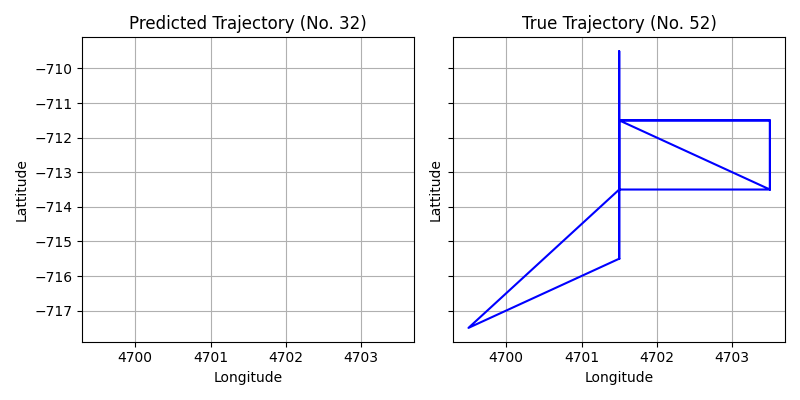 Predicted Trajectory (No. 32)
True Trajectory (No. 52)
−710
−711
−712
−713
−714
−715
−716
−717
Lattitude
Lattitude
4700 4701 4702 4703
4700 4701 4702 4703
Longitude
Longitude